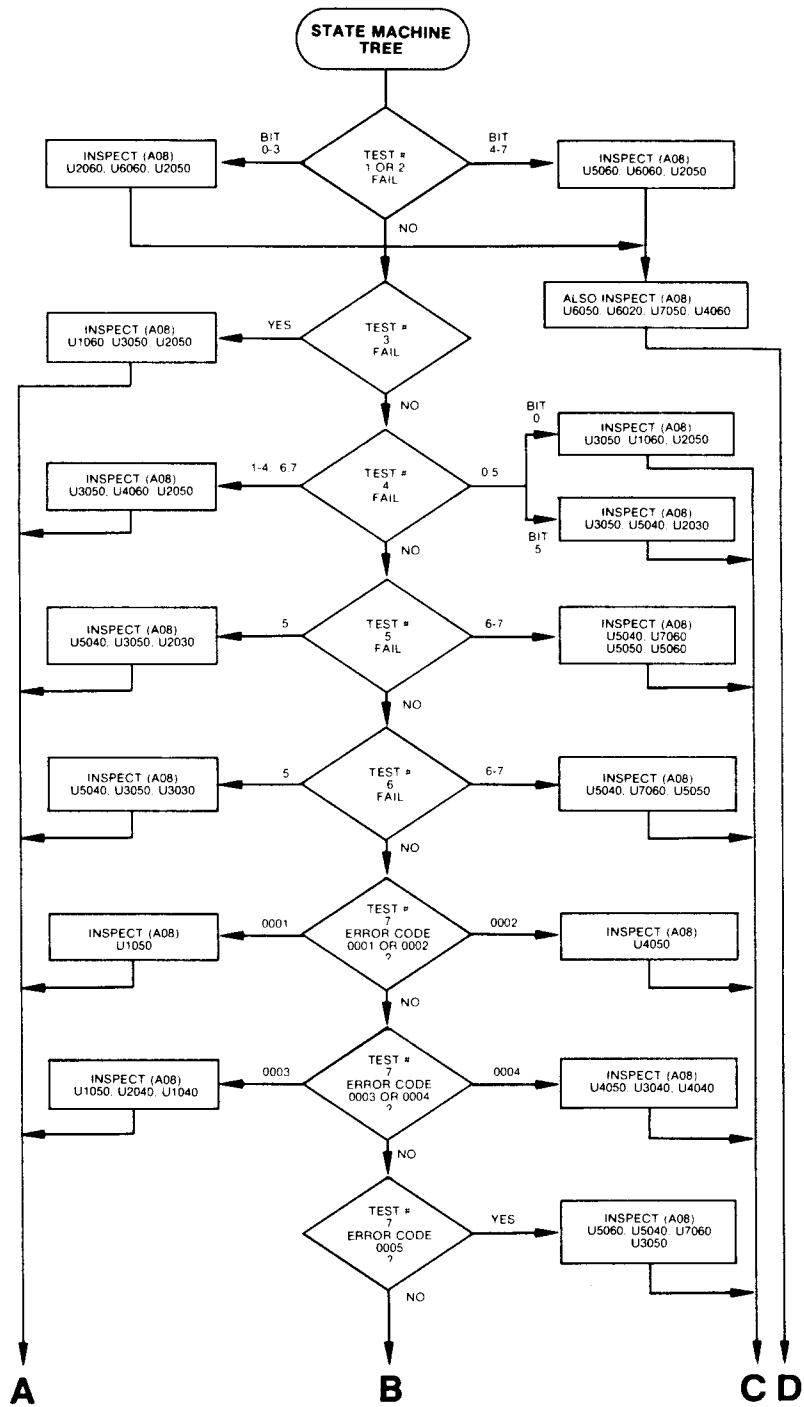 STATE MACHINE
TREE
BIT
0-3
TEST #
1 OR 2
FAIL
BIT
4-7
INSPECT (A08)
U2060, U6060, U2050
INSPECT (A08)
U5060, U6060, U2050
NO
ALSO INSPECT (A08)
U6050, U6020, U7050, U4060
INSPECT (A08)
U1060 U3050, U2050
YES
TEST #
3
FAIL
NO
INSPECT (A08)
U3050, U4060 U2050
1-4, 6,7
TEST #
4
FAIL
0 5
BIT
0
INSPECT (A08)
U3050 U1060, U2050
BIT
5
INSPECT (A08)
U3050, U5040, U2030
NO
INSPECT (A08)
U5040, U3050, U2030
5
TEST #
5
FAIL
6-7
INSPECT (A08)
U5040, U7060
U5050, U5060
NO
INSPECT (A08)
U5040, U3050, U3030
5
TEST #
6
FAIL
6-7
INSPECT (A08)
U5040, U7060, U5050
NO
INSPECT (A08)
U1050
0001
TEST #
7
ERROR CODE
0001 OR 0002
?
0002
INSPECT (A08)
U4050
NO
INSPECT (A08)
U1050, U2040, U1040
0003
TEST #
7
ERROR CODE
0003 OR 0004
?
0004
INSPECT (A08)
U4050, U3040, U4040
NO
TEST #
7
ERROR CODE
0005
?
YES
INSPECT (A08)
U5060, U5040, U7060
U3050
NO
A
B
C
D